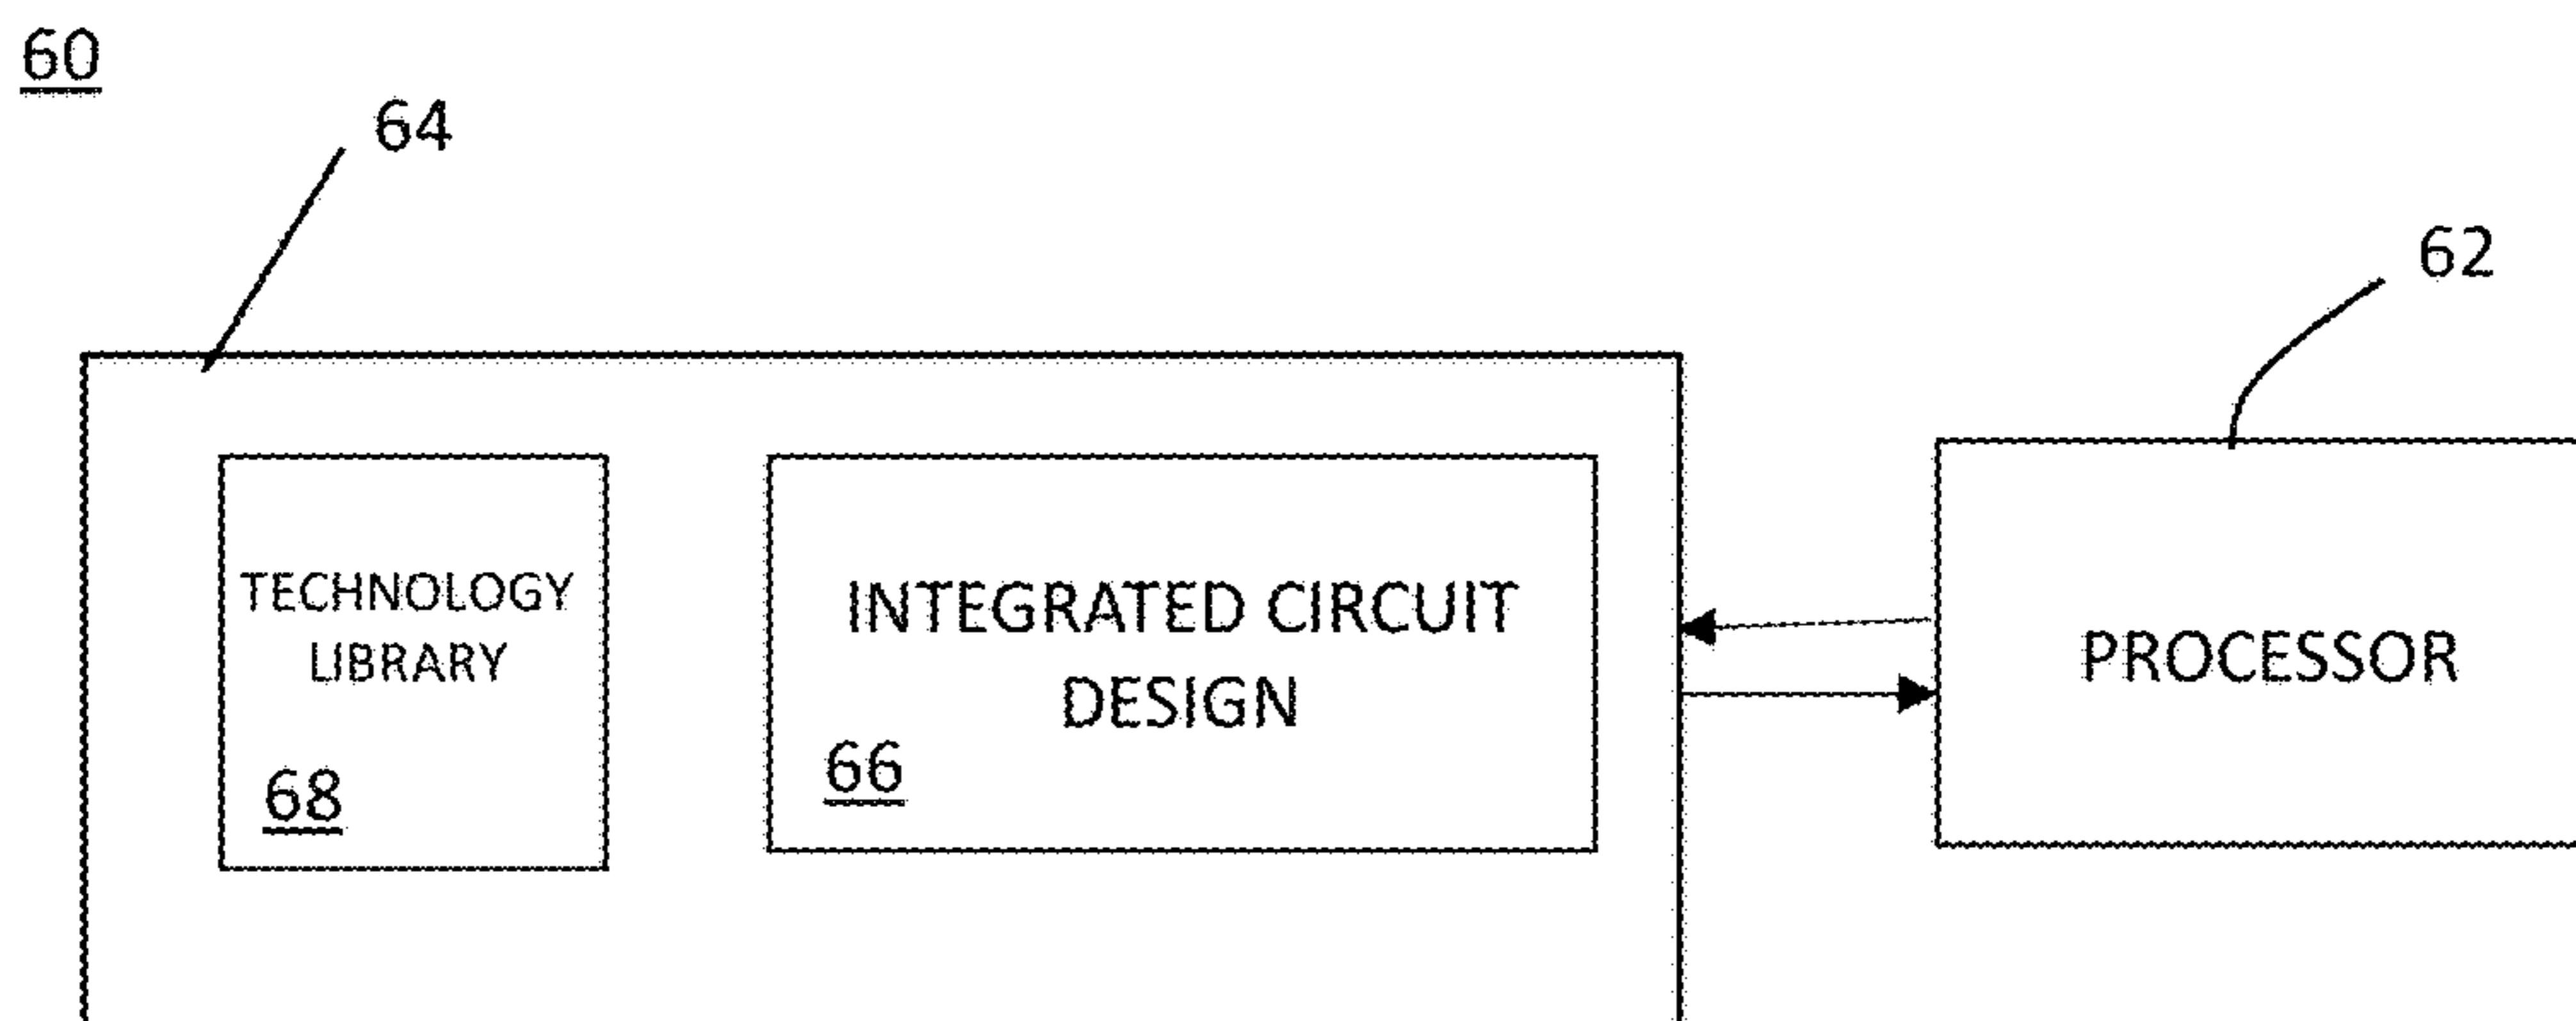 60
64
62
TECHNOLOGY
LIBRARY
68
INTEGRATED CIRCUIT
DESIGN
66
PROCESSOR